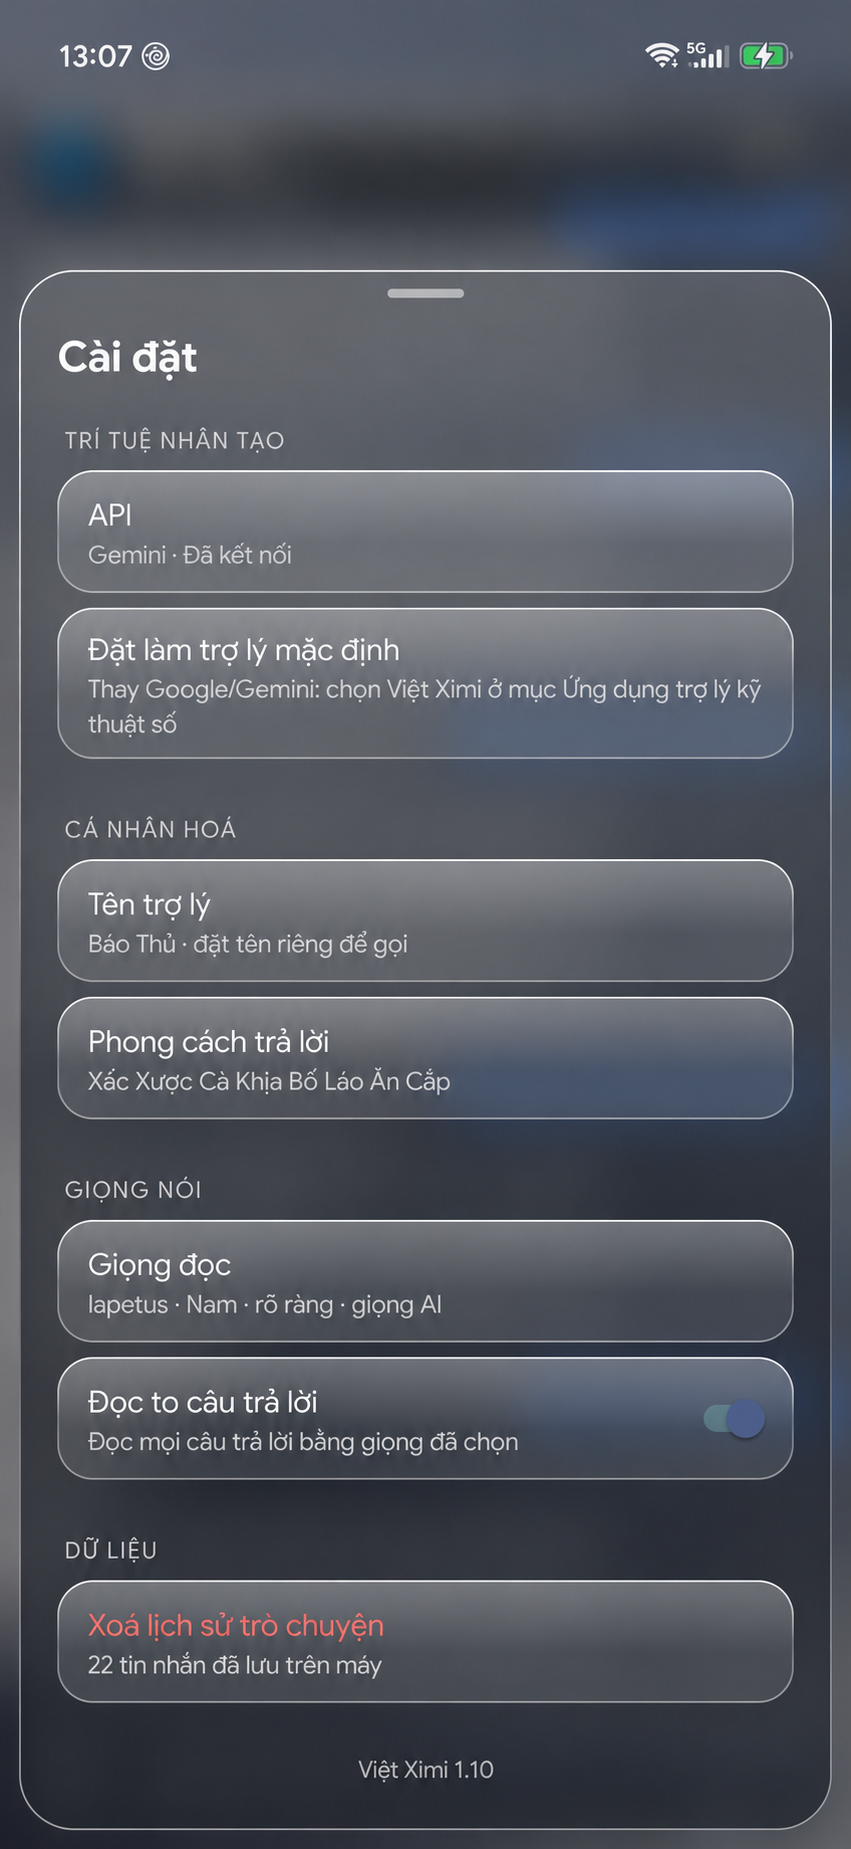 13:07
5G
Cài đặt
TRÍ TUỆ NHÂN TẠO
API
Gemini · Đã kết nối
Đặt làm trợ lý mặc định
Thay Google/Gemini: chọn Việt Ximi ở mục Ứng dụng trợ lý kỹ
thuật số
CÁ NHÂN HOÁ
Tên trợ lý
Báo Thủ · đặt tên riêng để gọi
Phong cách trả lời
Xác Xược Cà Khịa Bố Láo Ăn Cắp
GIỌNG NÓI
Giọng đọc
Iapetus · Nam · rõ ràng · giọng AI
Đọc to câu trả lời
Đọc mọi câu trả lời bằng giọng đã chọn
DỮ LIỆU
Xoá lịch sử trò chuyện
22 tin nhắn đã lưu trên máy
Việt Ximi 1.10